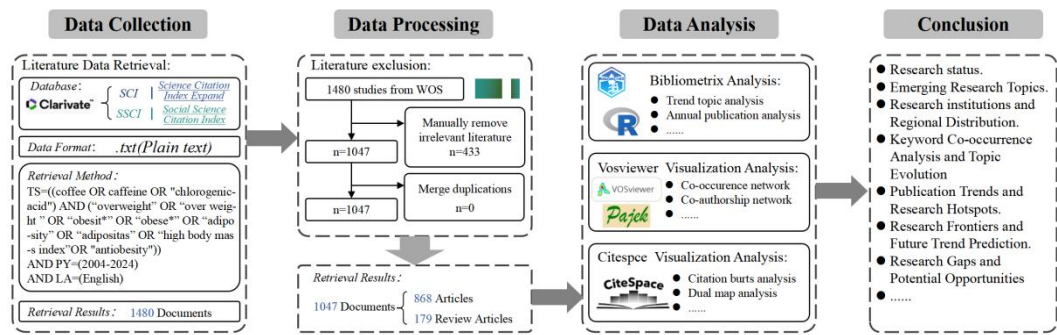 Data Collection
Literature Data Retrieval:
Database:
Clarivate™
SCI
Science Citation
Index Expand
SSCI
Social Science
Citation Index
Data Format: .txt(Plain text)
Retrieval Method:
TS=((coffee OR caffeine OR "chlorogenic-
acid") AND (“overweight” OR “over weig
ht ” OR “obesit*” OR “obese*” OR “adipo
-sity” OR “adipositas” OR “high body mas
-s index”OR "antiobesity"))
AND PY=(2004-2024)
AND LA=(English)
Retrieval Results: 1480 Documents
Data Processing
Literature exclusion:
1480 studies from WOS
Manually remove
irrelevant literature
n=433
n=1047
Merge duplications
n=0
n=1047
Retrieval Results:
1047 Documents
868 Articles
179 Review Articles
Data Analysis
Bibliometrix Analysis:
● Trend topic analysis
● Annual publication analysis
● ......
R
Vosviewer Visualization Analysis:
VOSviewer
Pajek
● Co-occurence network
● Co-authorship network
● ......
Citespce Visualization Analysis:
CiteSpace
● Citation bursts analysis
● Dual map analysis
● ......
Conclusion
● Research status.
● Emerging Research Topics.
● Research institutions and
Regional Distribution.
● Keyword Co-occurrence
Analysis and Topic
Evolution
● Publication Trends and
Research Hotspots.
● Research Frontiers and
Future Trend Prediction.
● Research Gaps and
Potential Opportunities
● ......